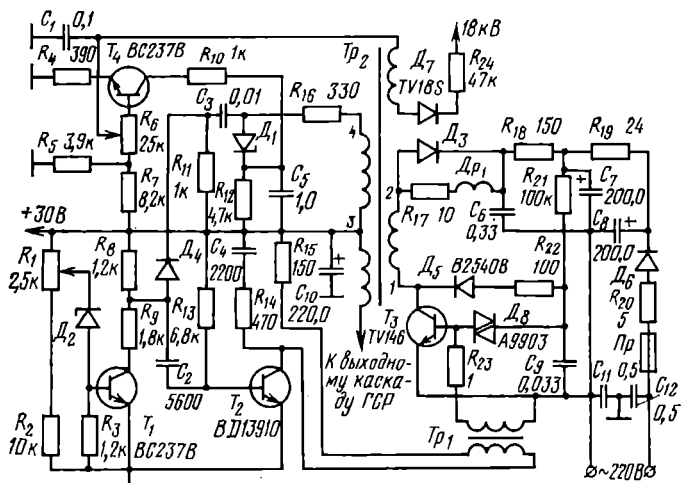 C1 0,1
18кВ
R4 390
T4 BC237B
R10 1к
Тр2
Д7
TV18S
R24
47к
C3 0,01
R16 330
R6
25к
Д1
4
Д3
R18 150
R19 24
R5 3,9к
R11
1к
R12
4,7к
C5
1,0
R7
8,2к
2
R17 10
Др1
C6
0,33
R21
100к
C7
200,0
+30В
3
C8
200,0
R1
2,5к
R8
1,2к
Д4
C4
2200
R15
150
C10
220,0
R22
100
Д6
Д2
R9
1,8к
R13
6,8к
R14
470
1
Д5
B2540B
R20
5
T3
TV146
Д8
A9903
Пр
0,5
C2
5600
К выходно-
му каска-
ду ГСР
R23
1
C9
0,033
C11
C12
0,5
R2
10к
R3
1,2к
T1
BC237B
T2
BD13910
Тр1
~220В